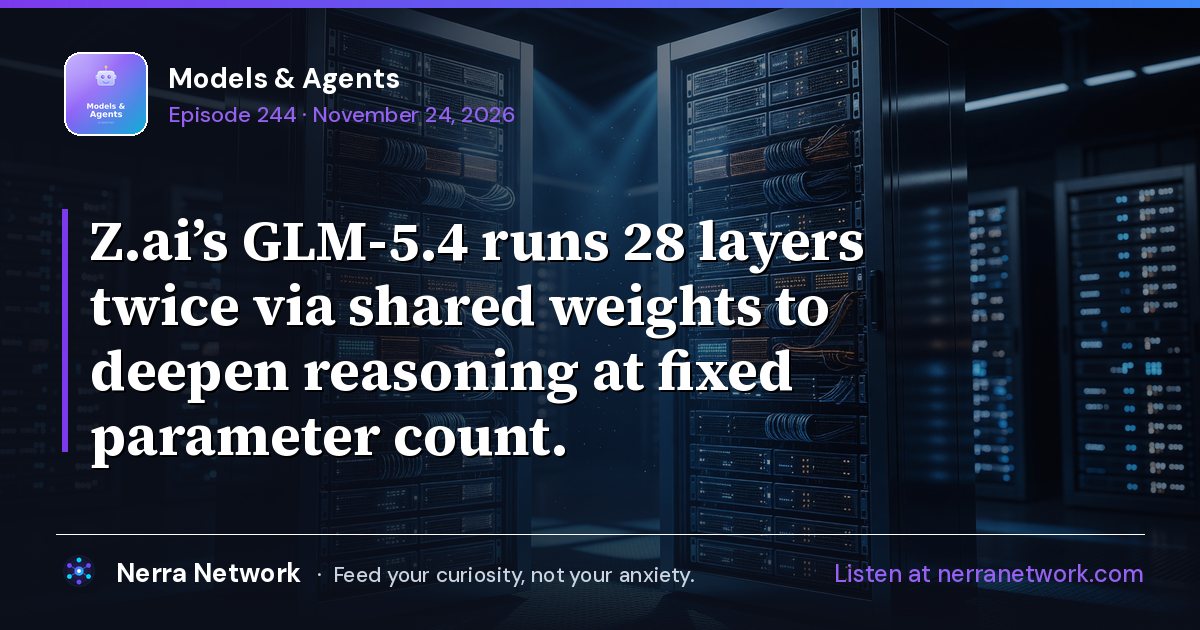 Models &
Agents
Models & Agents
Episode 244 · November 24, 2026
Z.ai’s GLM-5.4 runs 28 layers
twice via shared weights to
deepen reasoning at fixed
parameter count.
Nerra Network · Feed your curiosity, not your anxiety.
Listen at nerranetwork.com